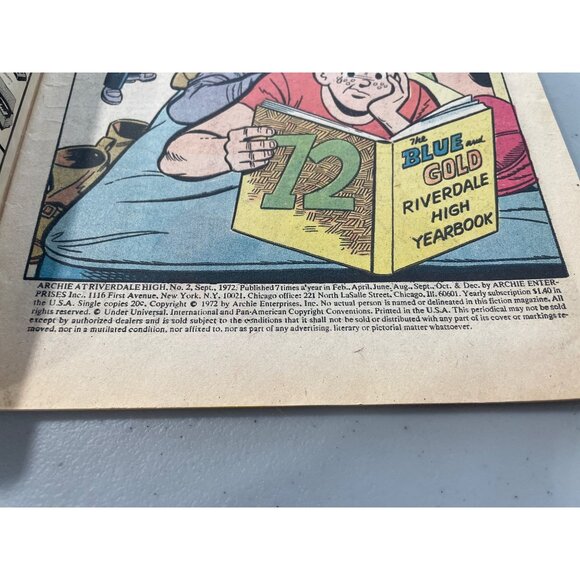 72
The
BLUE and
GOLD
RIVERDALE
HIGH
YEARBOOK
ARCHIE AT RIVERDALE HIGH, No. 2, Sept., 1972. Published 7 times a year in Feb., April, June, Aug., Sept., Oct. & Dec. by ARCHIE ENTER-
PRISES Inc., 1116 First Avenue, New York, N.Y. 10021. Chicago office: 221 North LaSalle Street, Chicago, Ill. 60601. Yearly subscription $1.40 in
the U.S.A. Single copies 20¢. Copyright © 1972 by Archie Enterprises, Inc. No actual person is named or delineated in this fiction magazine. All
rights reserved. © Under Universal, International and Pan-American Copyright Conventions. Printed in the U.S.A. This periodical may not be sold
except by authorized dealers and is sold subject to the conditions that it shall not be sold or distributed with any part of its cover or markings re-
moved, nor in a mutilated condition, nor affixed to, nor as part of any advertising, literary or pictorial matter whatsoever.